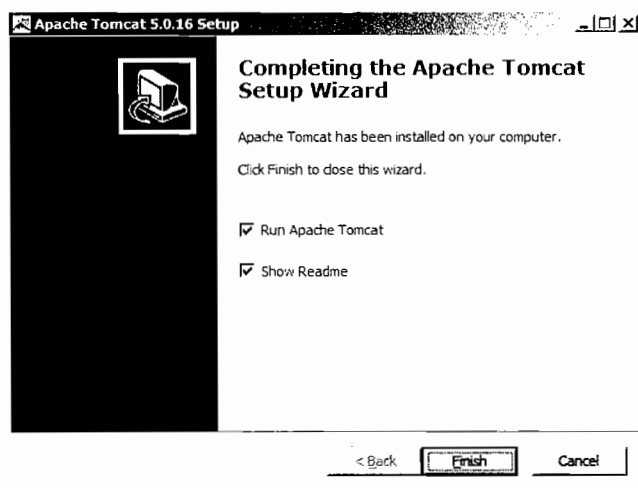 Apache Tomcat 5.0.16 Setup
Completing the Apache Tomcat
Setup Wizard
Apache Tomcat has been installed on your computer.
Click Finish to close this wizard.
Run Apache Tomcat
Show Readme
< Back Finish Cancel